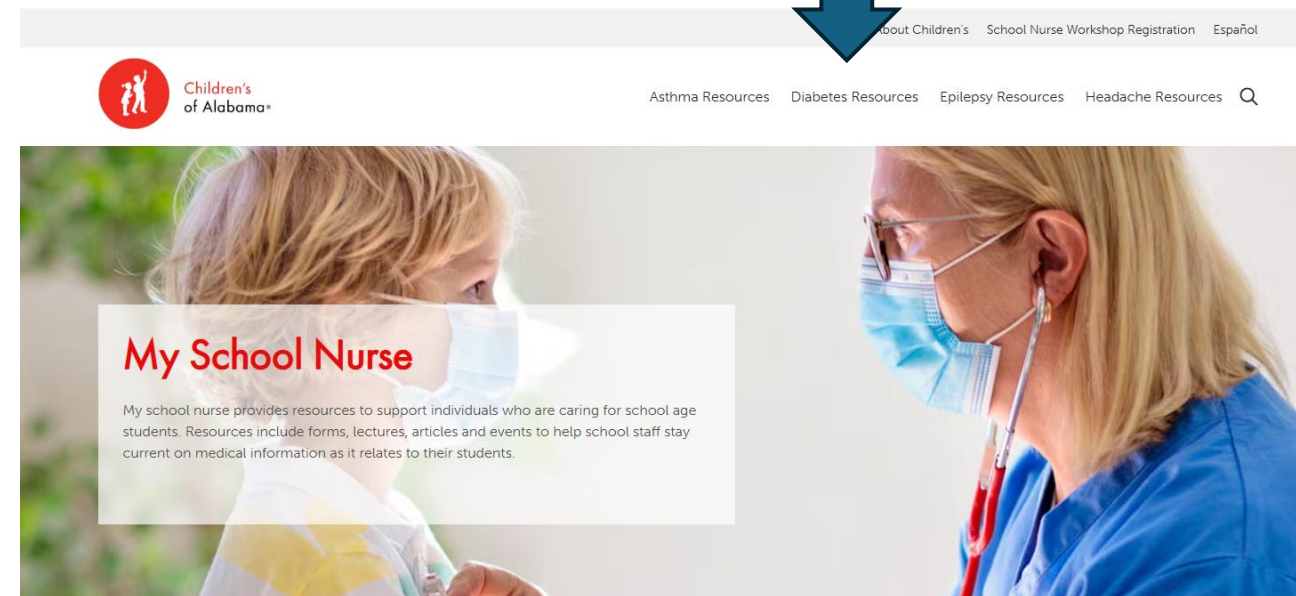 About Children's School Nurse Workshop Registration Español
Children's
of Alabama®
Asthma Resources Diabetes Resources Epilepsy Resources Headache Resources
My School Nurse
My school nurse provides resources to support individuals who are caring for school age
students. Resources include forms, lectures, articles and events to help school staff stay
current on medical information as it relates to their students.